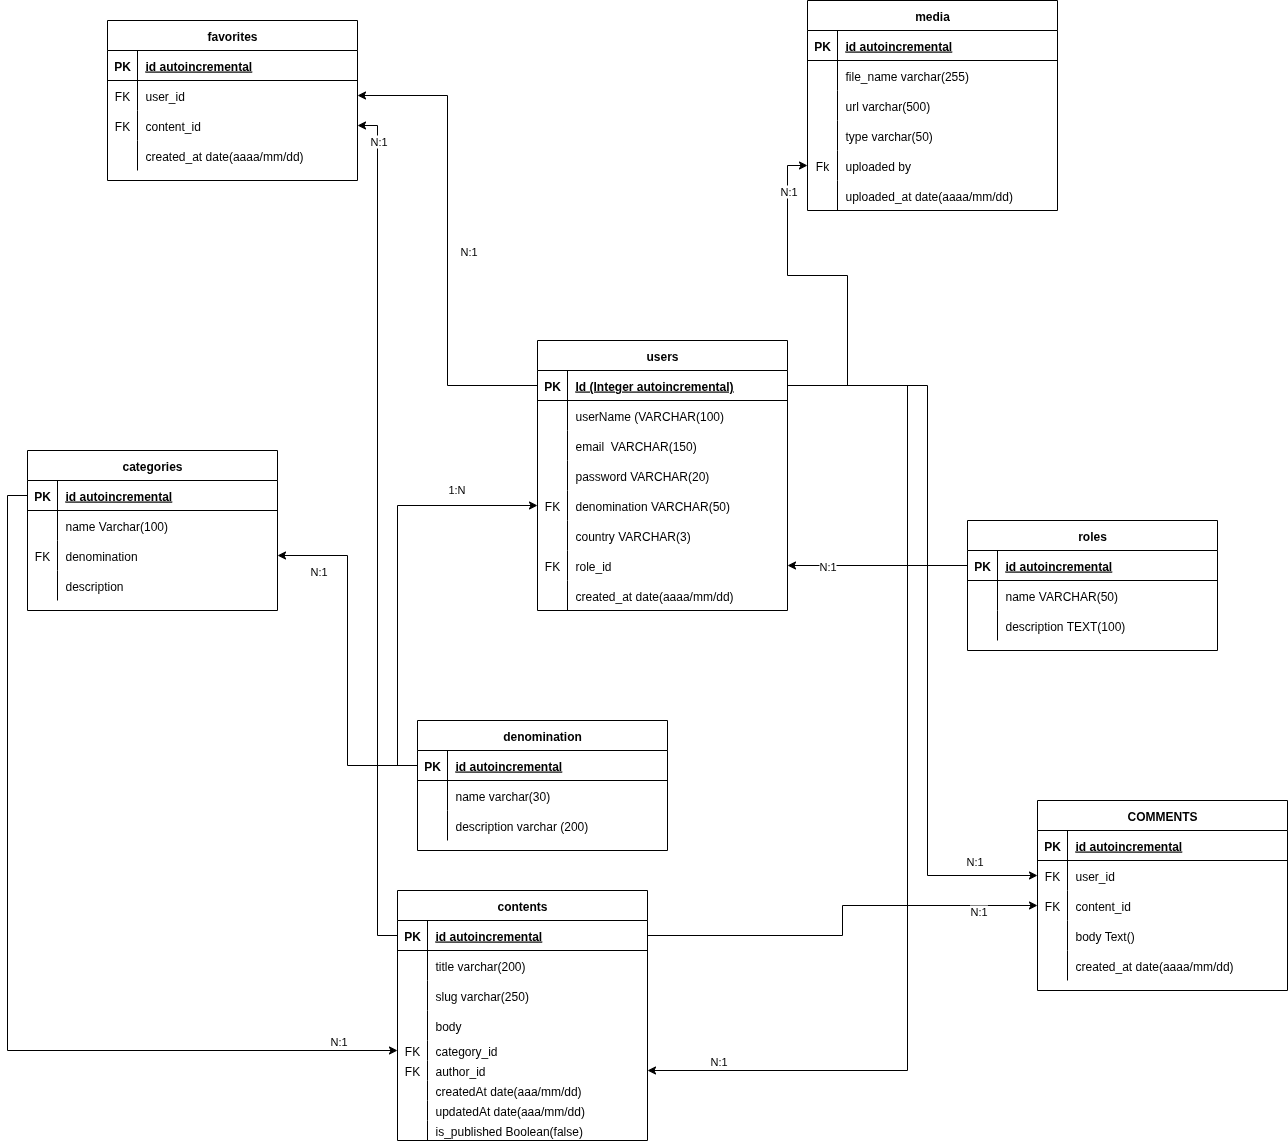 favorites
PK id autoincremental
FK user_id
FK content_id
created_at date(aaaa/mm/dd)
N:1
media
PK id autoincremental
file_name varchar(255)
url varchar(500)
type varchar(50)
Fk uploaded by
uploaded_at date(aaaa/mm/dd)
N:1
N:1
users
PK Id (Integer autoincremental)
userName (VARCHAR(100)
email  VARCHAR(150)
password VARCHAR(20)
FK denomination VARCHAR(50)
country VARCHAR(3)
FK role_id
created_at date(aaaa/mm/dd)
categories
PK id autoincremental
name Varchar(100)
FK denomination
description
1:N
N:1
N:1
roles
PK id autoincremental
name VARCHAR(50)
description TEXT(100)
denomination
PK id autoincremental
name varchar(30)
description varchar (200)
COMMENTS
PK id autoincremental
FK user_id
FK content_id
body Text()
created_at date(aaaa/mm/dd)
N:1
N:1
contents
PK id autoincremental
title varchar(200)
slug varchar(250)
body
FK category_id
FK author_id
createdAt date(aaa/mm/dd)
updatedAt date(aaa/mm/dd)
is_published Boolean(false)
N:1
N:1